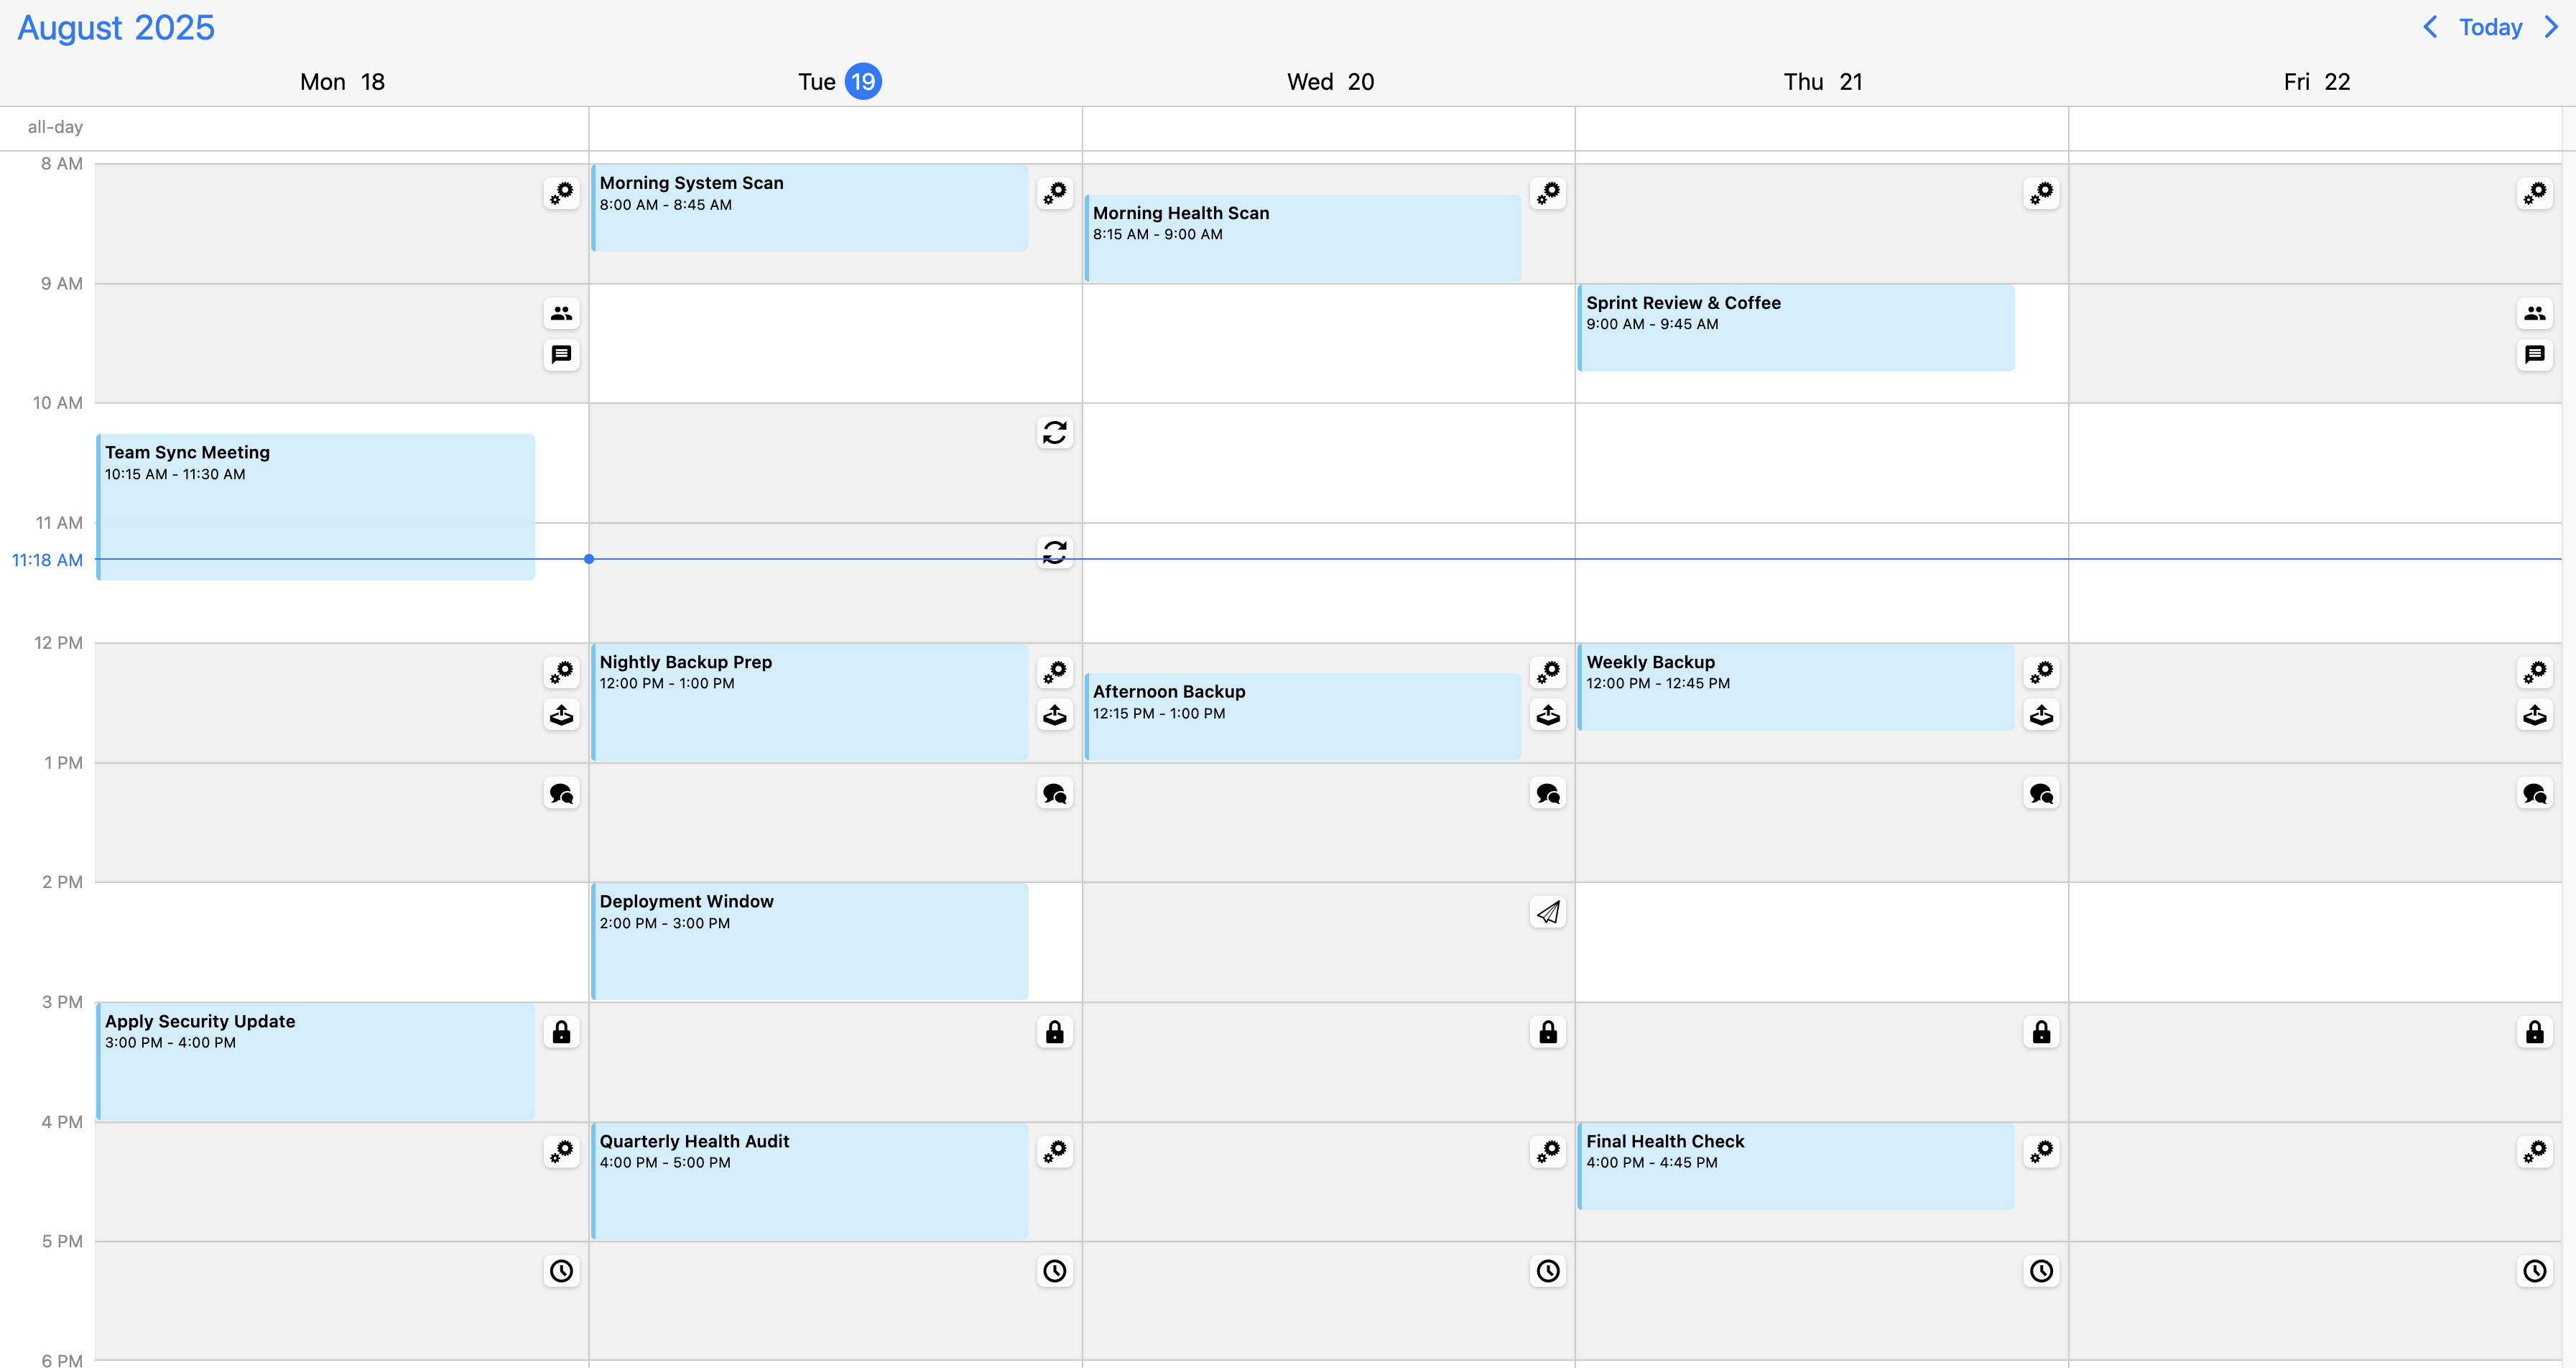 August 2025
Today
Mon 18
Tue 19
Wed 20
Thu 21
Fri 22
all-day
8 AM
Morning System Scan
8:00 AM - 8:45 AM
Morning Health Scan
8:15 AM - 9:00 AM
9 AM
Sprint Review & Coffee
9:00 AM - 9:45 AM
10 AM
Team Sync Meeting
10:15 AM - 11:30 AM
11 AM
11:18 AM
12 PM
Nightly Backup Prep
12:00 PM - 1:00 PM
Afternoon Backup
12:15 PM - 1:00 PM
Weekly Backup
12:00 PM - 12:45 PM
1 PM
2 PM
Deployment Window
2:00 PM - 3:00 PM
3 PM
Apply Security Update
3:00 PM - 4:00 PM
4 PM
Quarterly Health Audit
4:00 PM - 5:00 PM
Final Health Check
4:00 PM - 4:45 PM
5 PM
6 PM